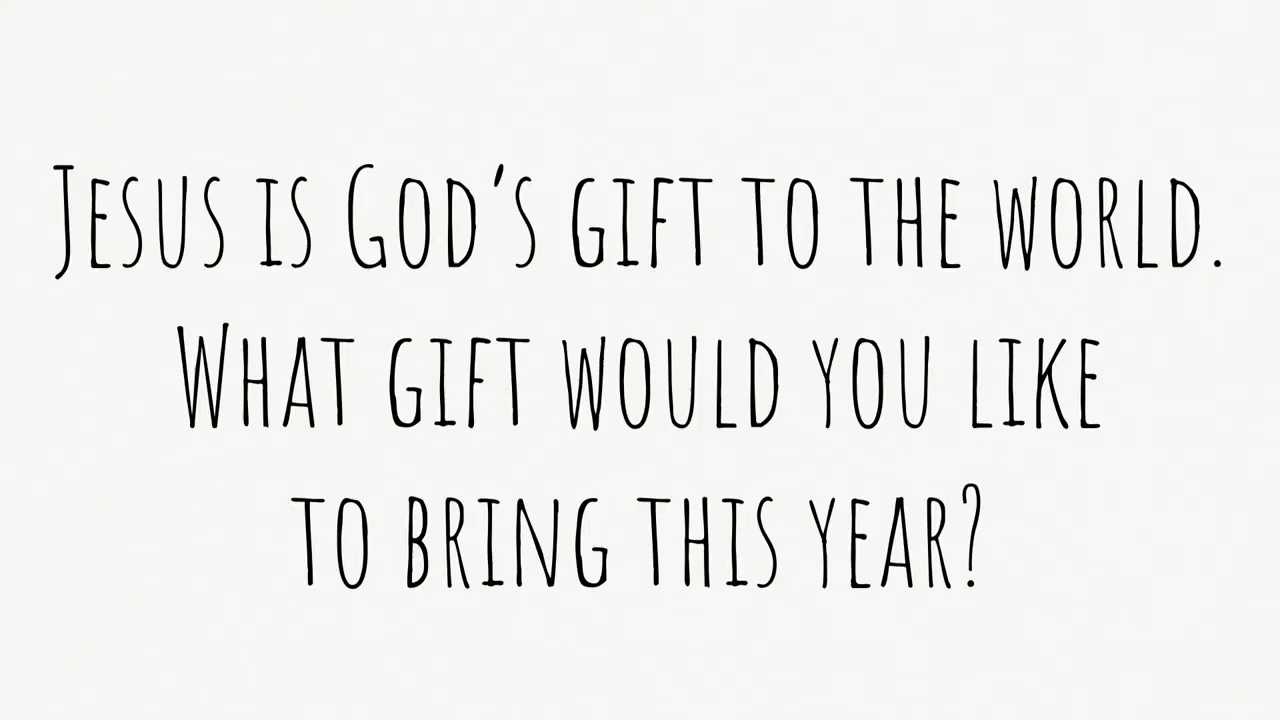 Jesus is God's gift to the world.
What gift would you like
to bring this year?